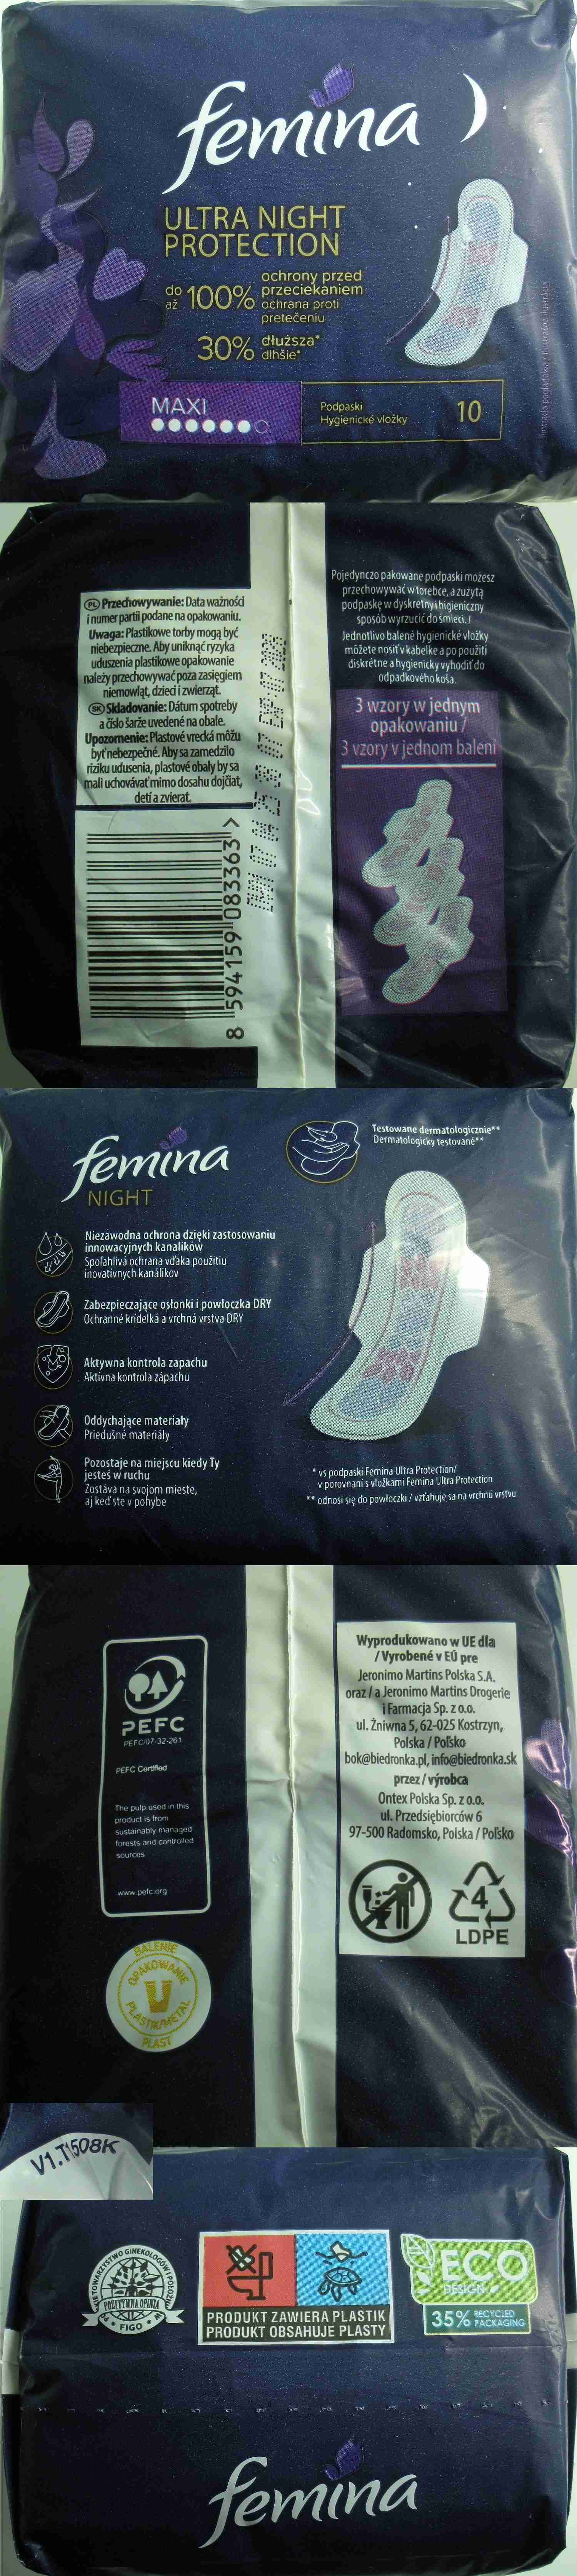 femina
ULTRA NIGHT
PROTECTION
do
až
100%
ochrony przed
przeciekaniem
ochrana proti
pretečeniu
30%
dłuższa*
dlhšie*
MAXI
Podpaski
Hygienické vložky
10
PL Przechowywanie: Data ważności
i numer partii podane na opakowaniu.
Uwaga: Plastikowe torby mogą być
niebezpieczne. Aby uniknąć ryzyka
uduszenia plastikowe opakowanie
należy przechowywać poza zasięgiem
niemowląt, dzieci i zwierząt.
SK Skladovanie: Dátum spotreby
a číslo šarže uvedené na obale.
Upozornenie: Plastové vrecká môžu
byť nebezpečné. Aby sa zamedzilo
riziku udusenia, plastové obaly by sa
mali uchovávať mimo dosahu dojčiat,
detí a zvierat.
8 594159 083363 >
Pojedynczo pakowane podpaski możesz
przechowywać w torebce, a zużytą
podpaskę w dyskretny i higieniczny
sposób wyrzucić do śmieci. /
Jednotlivo balené hygienické vložky
môžete nosiť v kabelke a po použití
diskrétne a hygienicky vyhodiť do
odpadkového koša.
3 wzory w jednym
opakowaniu /
3 vzory v jednom balení
femina
NIGHT
Testowane dermatologicznie**
Dermatologicky testované**
Niezawodna ochrona dzięki zastosowaniu
innowacyjnych kanalików
Spoľahlivá ochrana vďaka použitiu
inovatívnych kanálikov
Zabezpieczające osłonki i powłoczka DRY
Ochranné krídelká a vrchná vrstva DRY
Aktywna kontrola zapachu
Aktívna kontrola zápachu
Oddychające materiały
Priedušné materiály
Pozostaje na miejscu kiedy Ty
jesteś w ruchu
Zostáva na svojom mieste,
aj keď ste v pohybe
* vs podpaski Femina Ultra Protection/
v porovnaní s vložkami Femina Ultra Protection
** odnosi się do powłoczki / vzťahuje sa na vrchnú vrstvu
PEFC
PEFC/07-32-261
PEFC Certified
The pulp used in this
product is from
sustainably managed
forests and controlled
sources
www.pefc.org
BALENIE
OPAKOWANIE
PLASTIK/METAL
PLAST
Wyprodukowano w UE dla
/ Vyrobené v EÚ pre
Jeronimo Martins Polska S.A.
oraz / a Jeronimo Martins Drogerie
i Farmacja Sp. z o.o.
ul. Żniwna 5, 62-025 Kostrzyn,
Polska / Poľsko
bok@biedronka.pl, info@biedronka.sk
przez / výrobca
Ontex Polska Sp. z o.o.
ul. Przedsiębiorców 6
97-500 Radomsko, Polska / Poľsko
4
LDPE
V1.T1508K
POZYTYWNA OPINIA
FIGO
PRODUKT ZAWIERA PLASTIK
PRODUKT OBSAHUJE PLASTY
ECO
DESIGN
35% RECYCLED
PACKAGING
femina